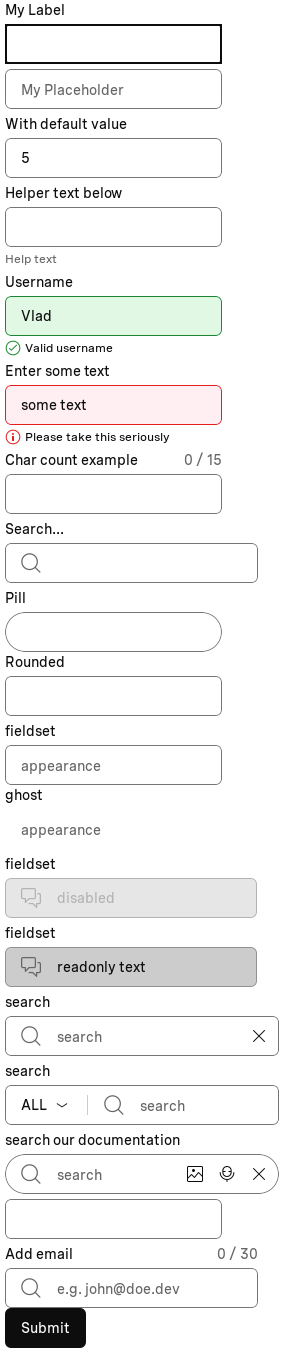 My Label
My Placeholder
With default value
5
Helper text below
Help text
Username
Vlad
Valid username
Enter some text
some text
Please take this seriously
Char count example 0 / 15
Search...
Pill
Rounded
fieldset
appearance
ghost
appearance
fieldset
disabled
fieldset
readonly text
search
search
search
ALL search
search our documentation
search
Add email 0 / 30
e.g. john@doe.dev
Submit